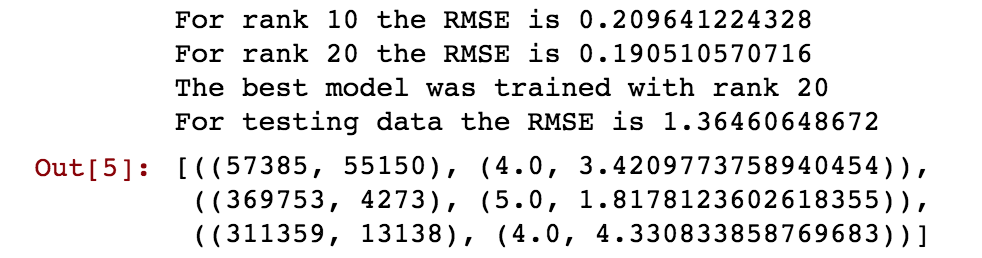 For rank 10 the RMSE is 0.209641224328
For rank 20 the RMSE is 0.190510570716
The best model was trained with rank 20
For testing data the RMSE is 1.36460648672
Out[5]: [((57385, 55150), (4.0, 3.4209773758940454)),
((369753, 4273), (5.0, 1.8178123602618355)),
((311359, 13138), (4.0, 4.330833858769683))]